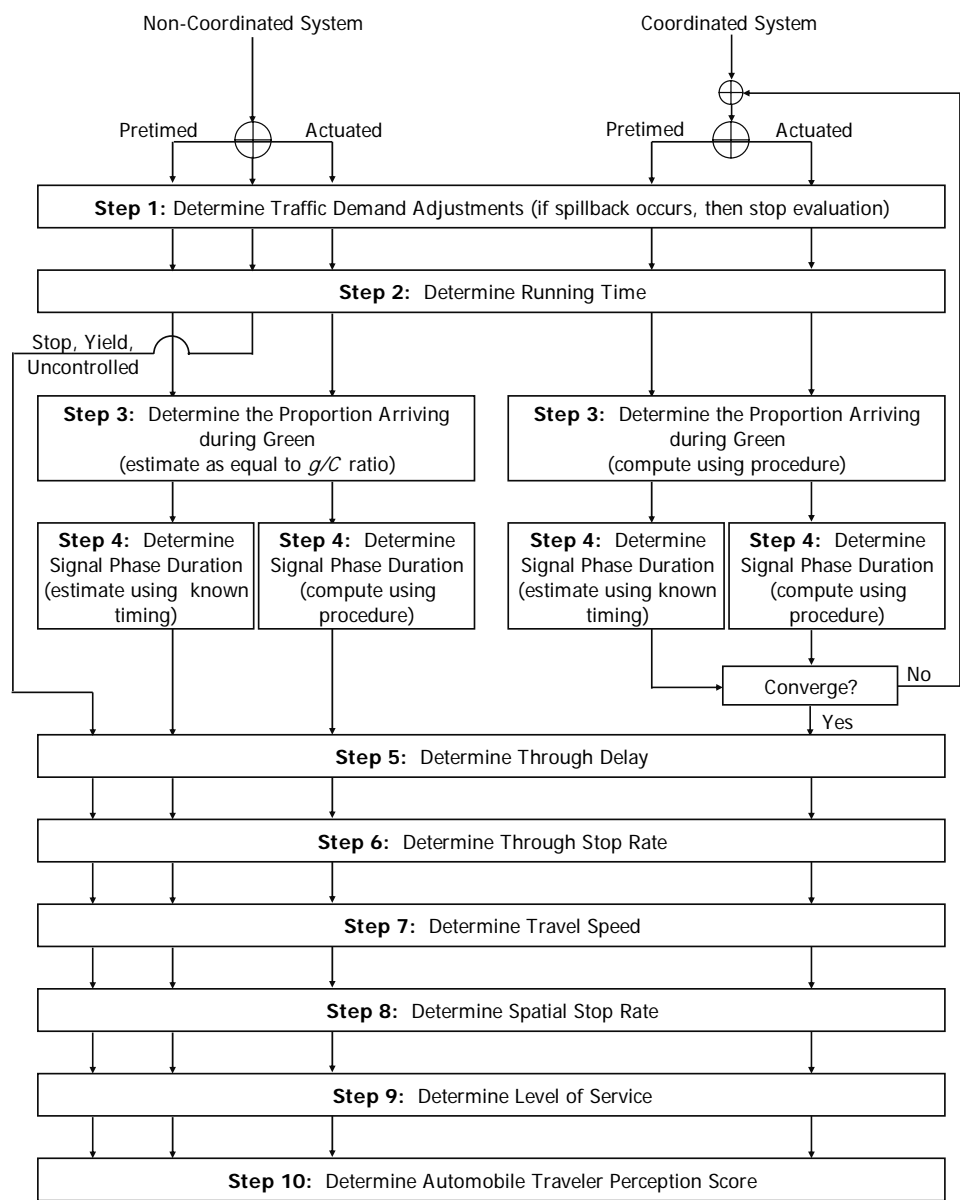 Non-Coordinated System
Coordinated System
Pretimed
Actuated
Pretimed
Actuated
Step 1: Determine Traffic Demand Adjustments (if spillback occurs, then stop evaluation)
Step 2: Determine Running Time
Stop, Yield,
Uncontrolled
Step 3: Determine the Proportion Arriving
during Green
(estimate as equal to g/C ratio)
Step 3: Determine the Proportion Arriving
during Green
(compute using procedure)
Step 4: Determine
Signal Phase Duration
(estimate using known
timing)
Step 4: Determine
Signal Phase Duration
(compute using
procedure)
Step 4: Determine
Signal Phase Duration
(estimate using known
timing)
Step 4: Determine
Signal Phase Duration
(compute using
procedure)
Converge?
No
Yes
Step 5: Determine Through Delay
Step 6: Determine Through Stop Rate
Step 7: Determine Travel Speed
Step 8: Determine Spatial Stop Rate
Step 9: Determine Level of Service
Step 10: Determine Automobile Traveler Perception Score